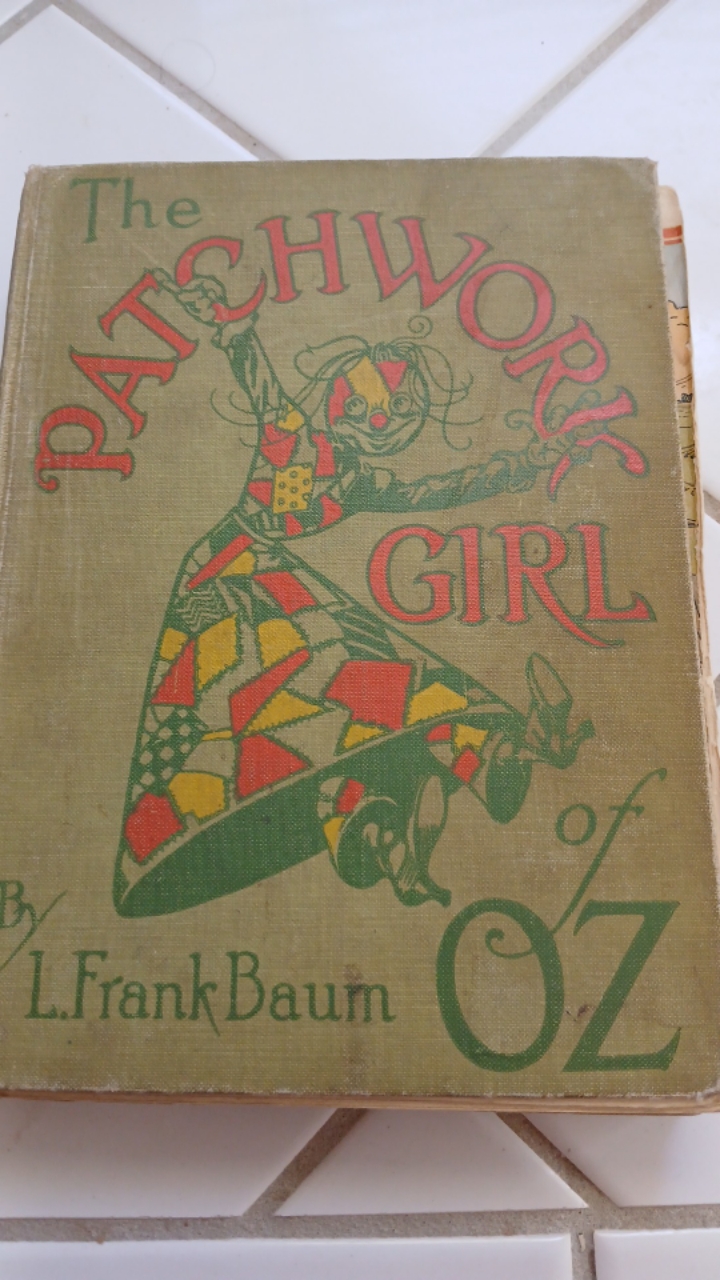 The
PATCHWORK
GIRL
of
OZ
By
L. Frank Baum